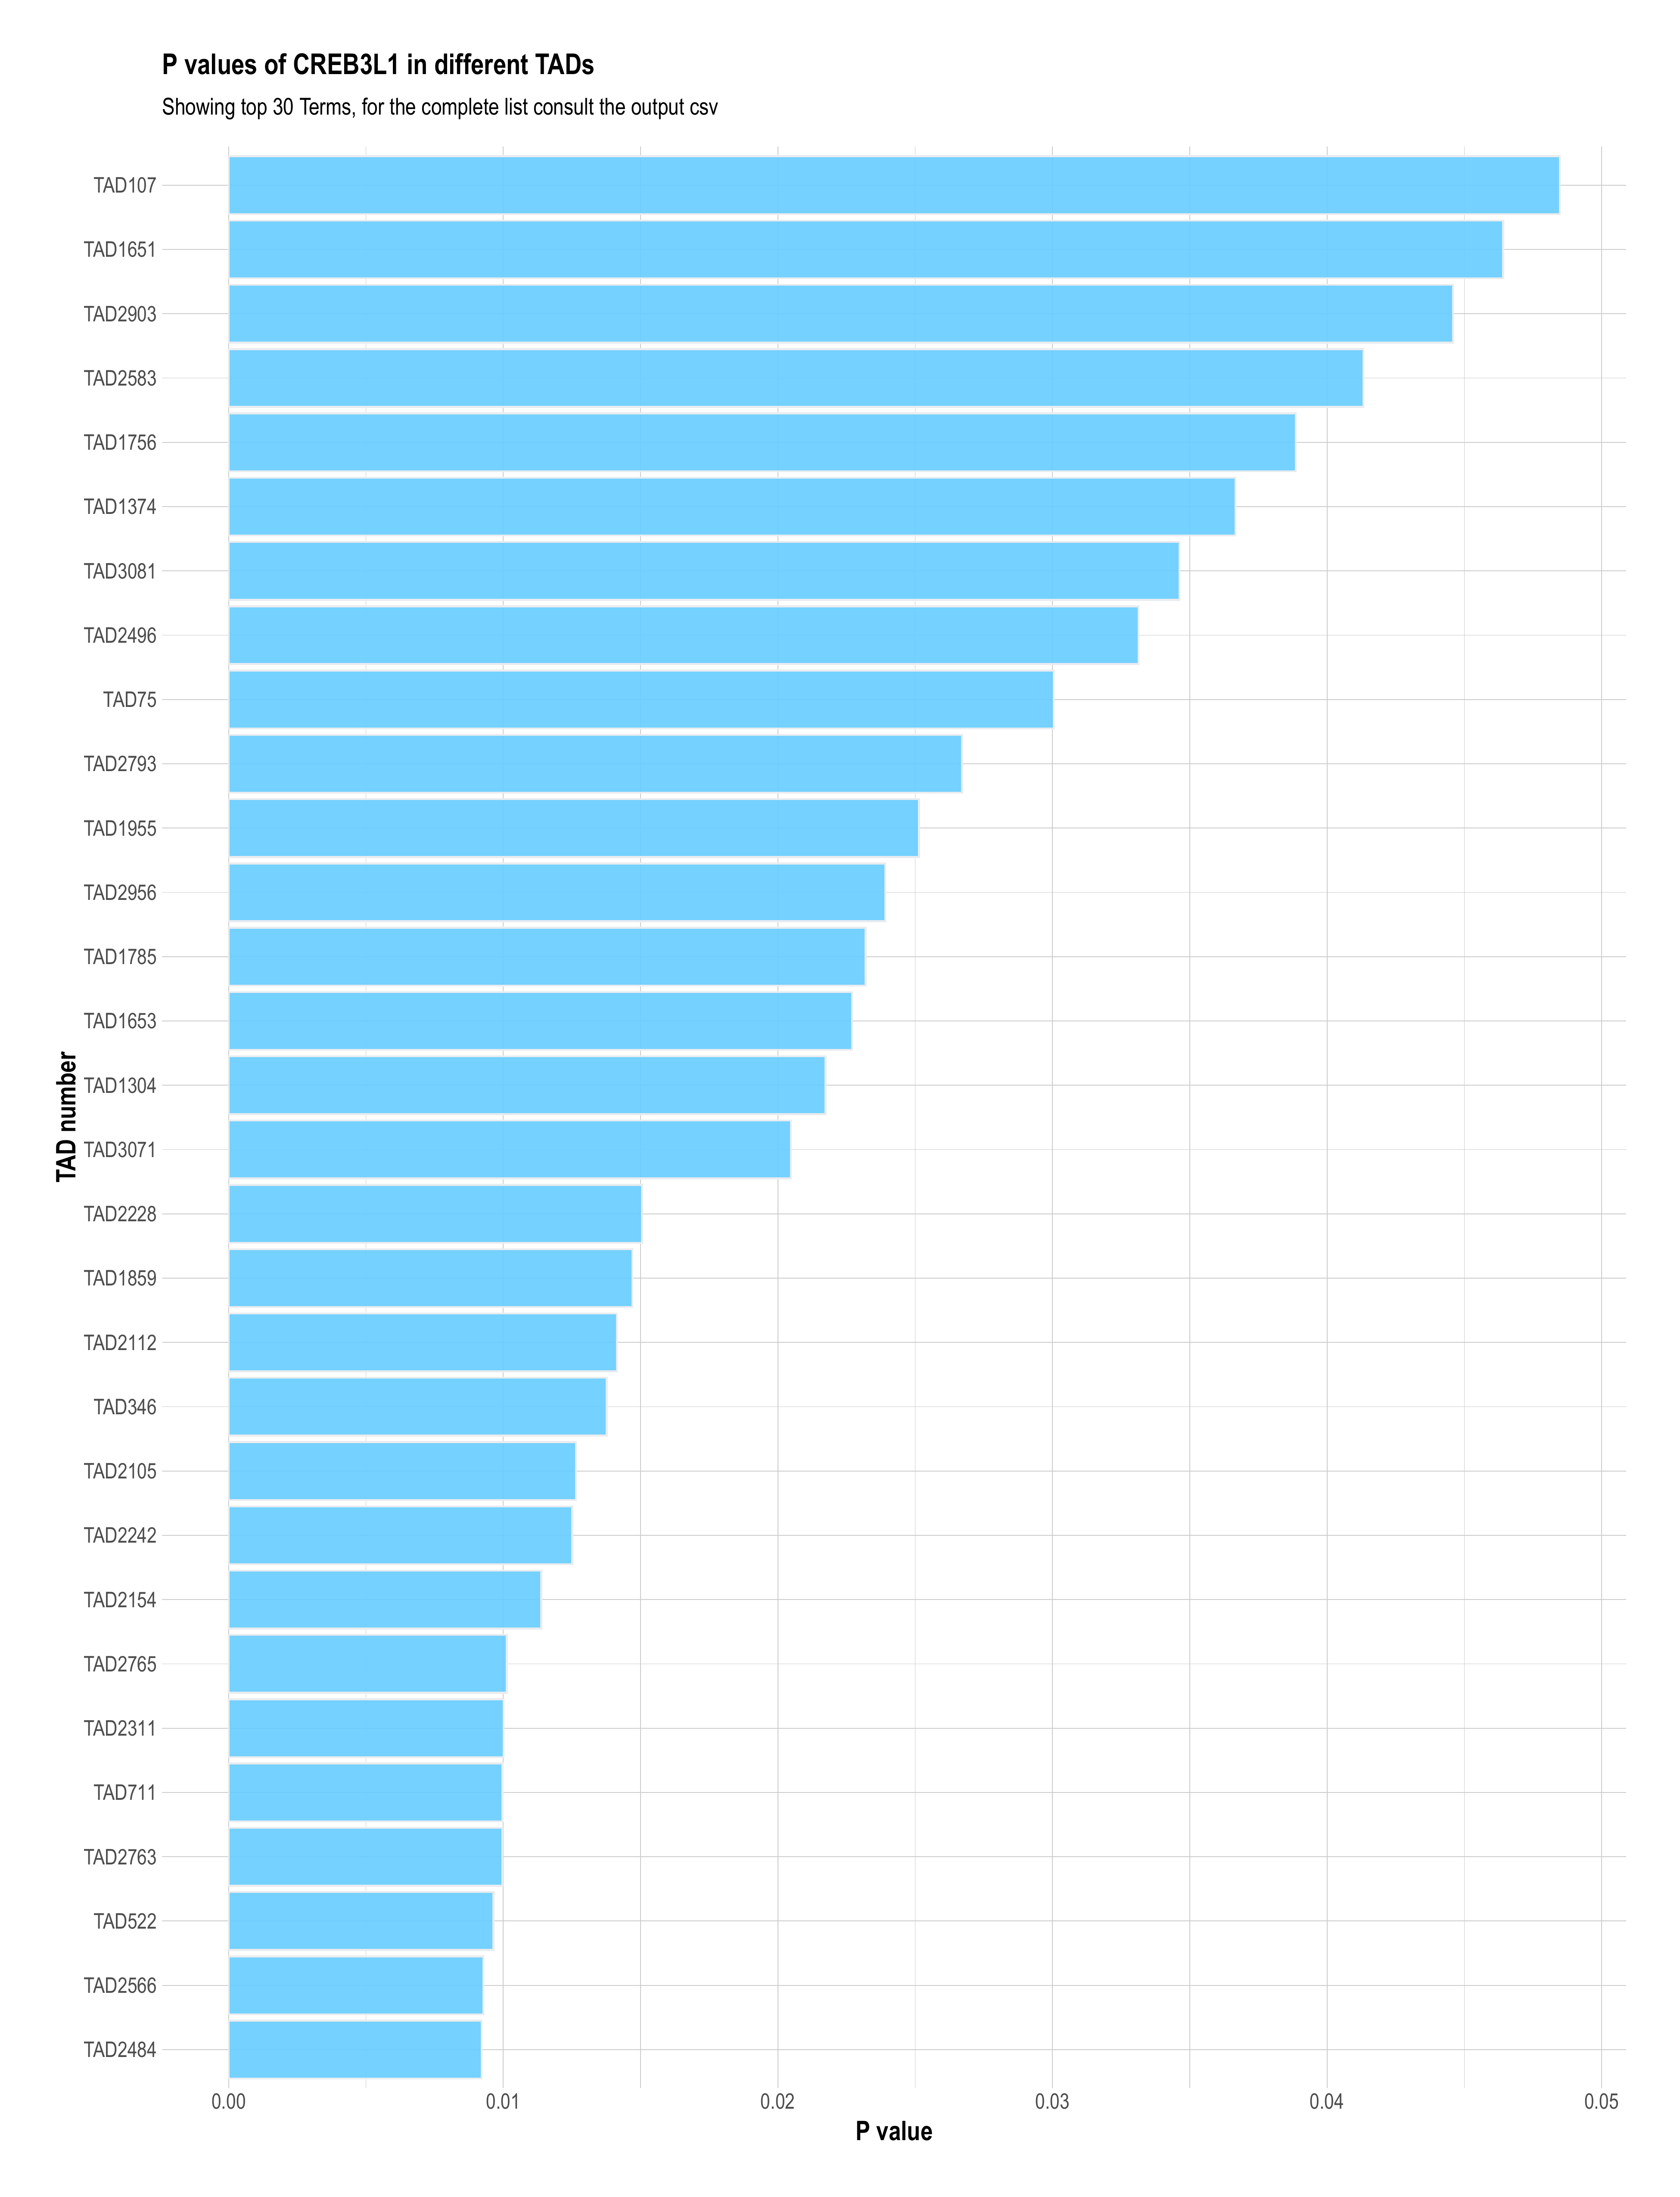 P values of CREB3L1 in different TADs
Showing top 30 Terms, for the complete list consult the output csv
TAD107
TAD1651
TAD2903
TAD2583
TAD1756
TAD1374
TAD3081
TAD2496
TAD75
TAD2793
TAD1955
TAD2956
TAD1785
TAD1653
TAD1304
TAD3071
TAD2228
TAD1859
TAD2112
TAD346
TAD2105
TAD2242
TAD2154
TAD2765
TAD2311
TAD711
TAD2763
TAD522
TAD2566
TAD2484
TAD number
0.00 0.01 0.02 0.03 0.04 0.05
P value